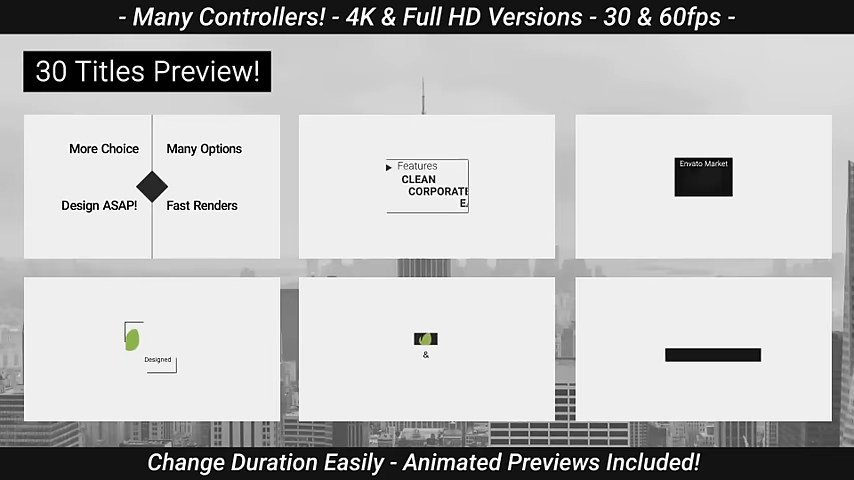 - Many Controllers! - 4K & Full HD Versions - 30 & 60fps -
30 Titles Preview!
More Choice
Many Options
Design ASAP!
Fast Renders
Features
CLEAN
CORPORATE
E
Envato Market
Designed
&
Change Duration Easily - Animated Previews Included!